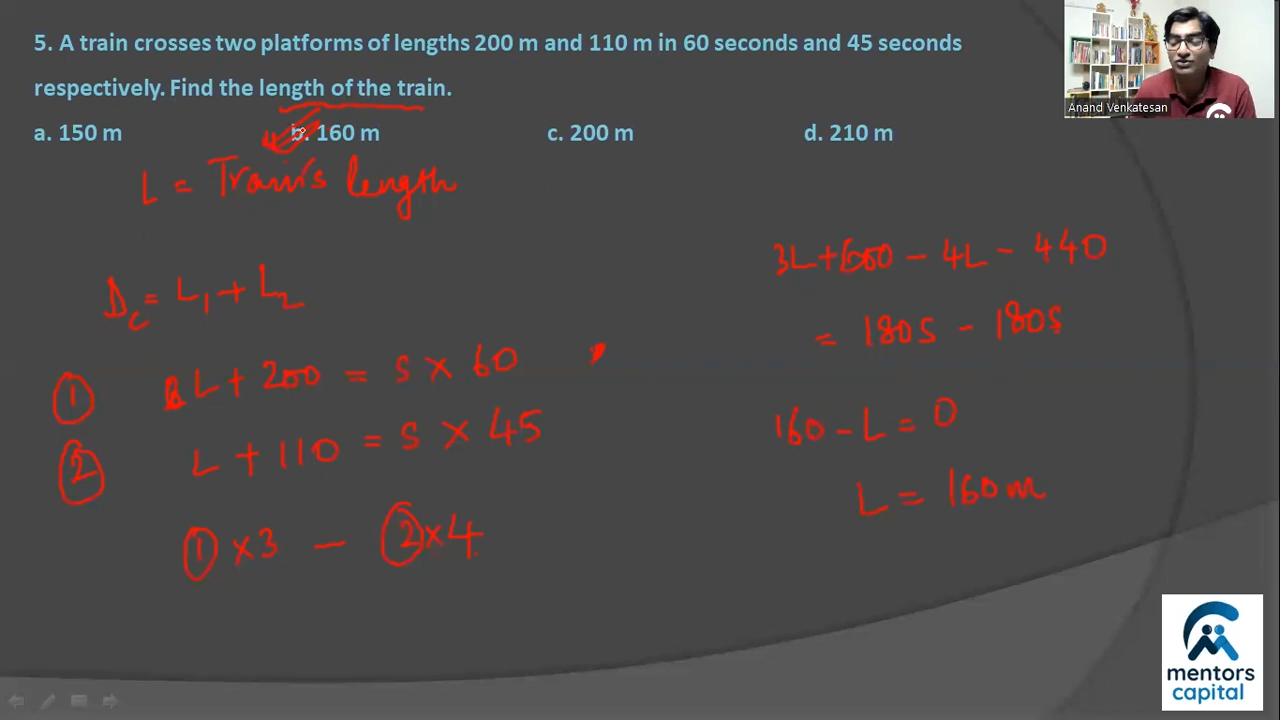 5. A train crosses two platforms of lengths 200 m and 110 m in 60 seconds and 45 seconds
respectively. Find the length of the train.
a. 150 m b. 160 m c. 200 m d. 210 m
L = Train's length
Dc = L1 + L2
① L + 200 = S × 60
② L + 110 = S × 45
① × 3 - ② × 4
3L + 600 - 4L - 440
= 180S - 180S
160 - L = 0
L = 160 m
Anand Venkatesan
mentors
capital